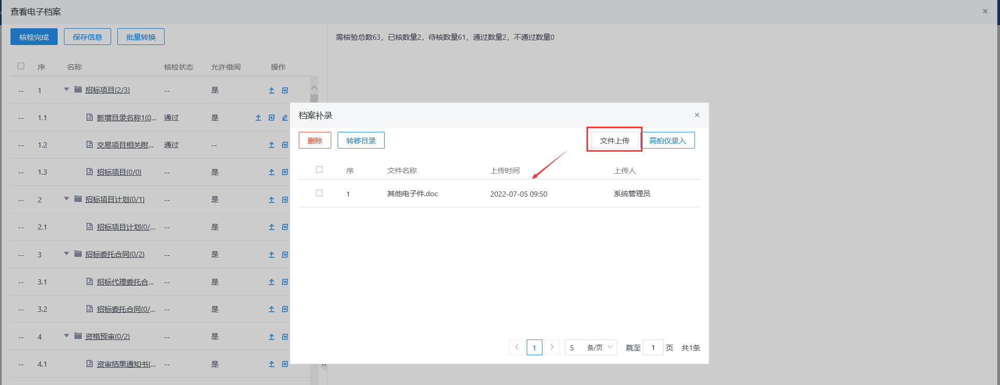 查看电子档案
核检完成 保存信息 批量转换
需核验总数63，已核数量2，待核数量61，通过数量2，不通过数量0
序 名称 核检状态 允许借阅 操作
-- 1 招标项目(2/3) -- 是
-- 1.1 新增目录名称1(0... 通过 是
-- 1.2 交易项目相关附... 通过 --
-- 1.3 招标项目(0/0) -- 是
-- 2 招标项目计划(0/1) -- 是
-- 2.1 招标项目计划(0/... -- 是
-- 3 招标委托合同(0/2) -- 是
-- 3.1 招标代理委托合... -- 是
-- 3.2 招标委托合同(0/... -- 是
-- 4 资格预审(0/2) -- 是
-- 4.1 资审结果通知书(... -- 是
档案补录
删除 转移目录 文件上传 高拍仪录入
序 文件名称 上传时间 上传人
1 其他电子件.doc 2022-07-05 09:50 系统管理员
1 5 条/页 跳至 1 页 共1条